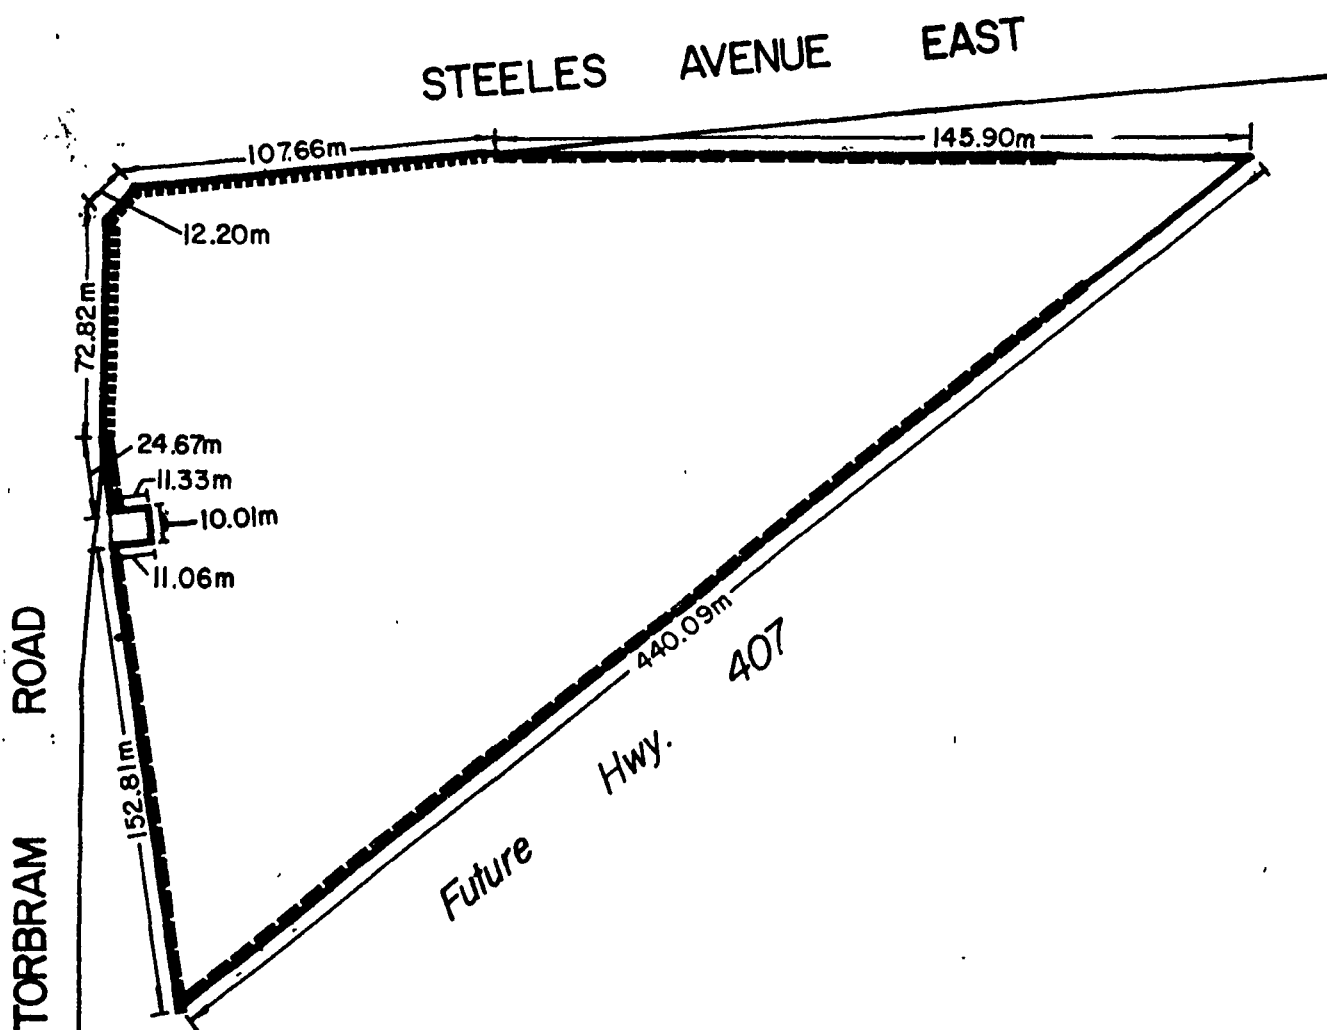 STEELES AVENUE EAST
107.66m
145.90m
12.20m
72.82m
24.67m
11.33m
10.01m
11.06m
152.81m
440.09m
Future Hwy. 407
TORBRAM ROAD